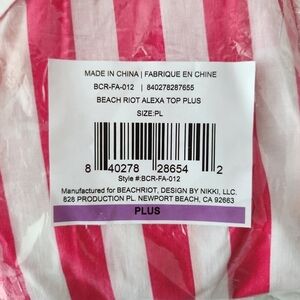 MADE IN CHINA | FABRIQUE EN CHINE
BCR-FA-012 | 840278287655
BEACH RIOT ALEXA TOP PLUS
SIZE:PL
8 40278 28654 2
Style #:BCR-FA-012
Manufactured for BEACHRIOT, DESIGN BY NIKKI, LLC.
828 PRODUCTION PL. NEWPORT BEACH, CA 92663
PLUS